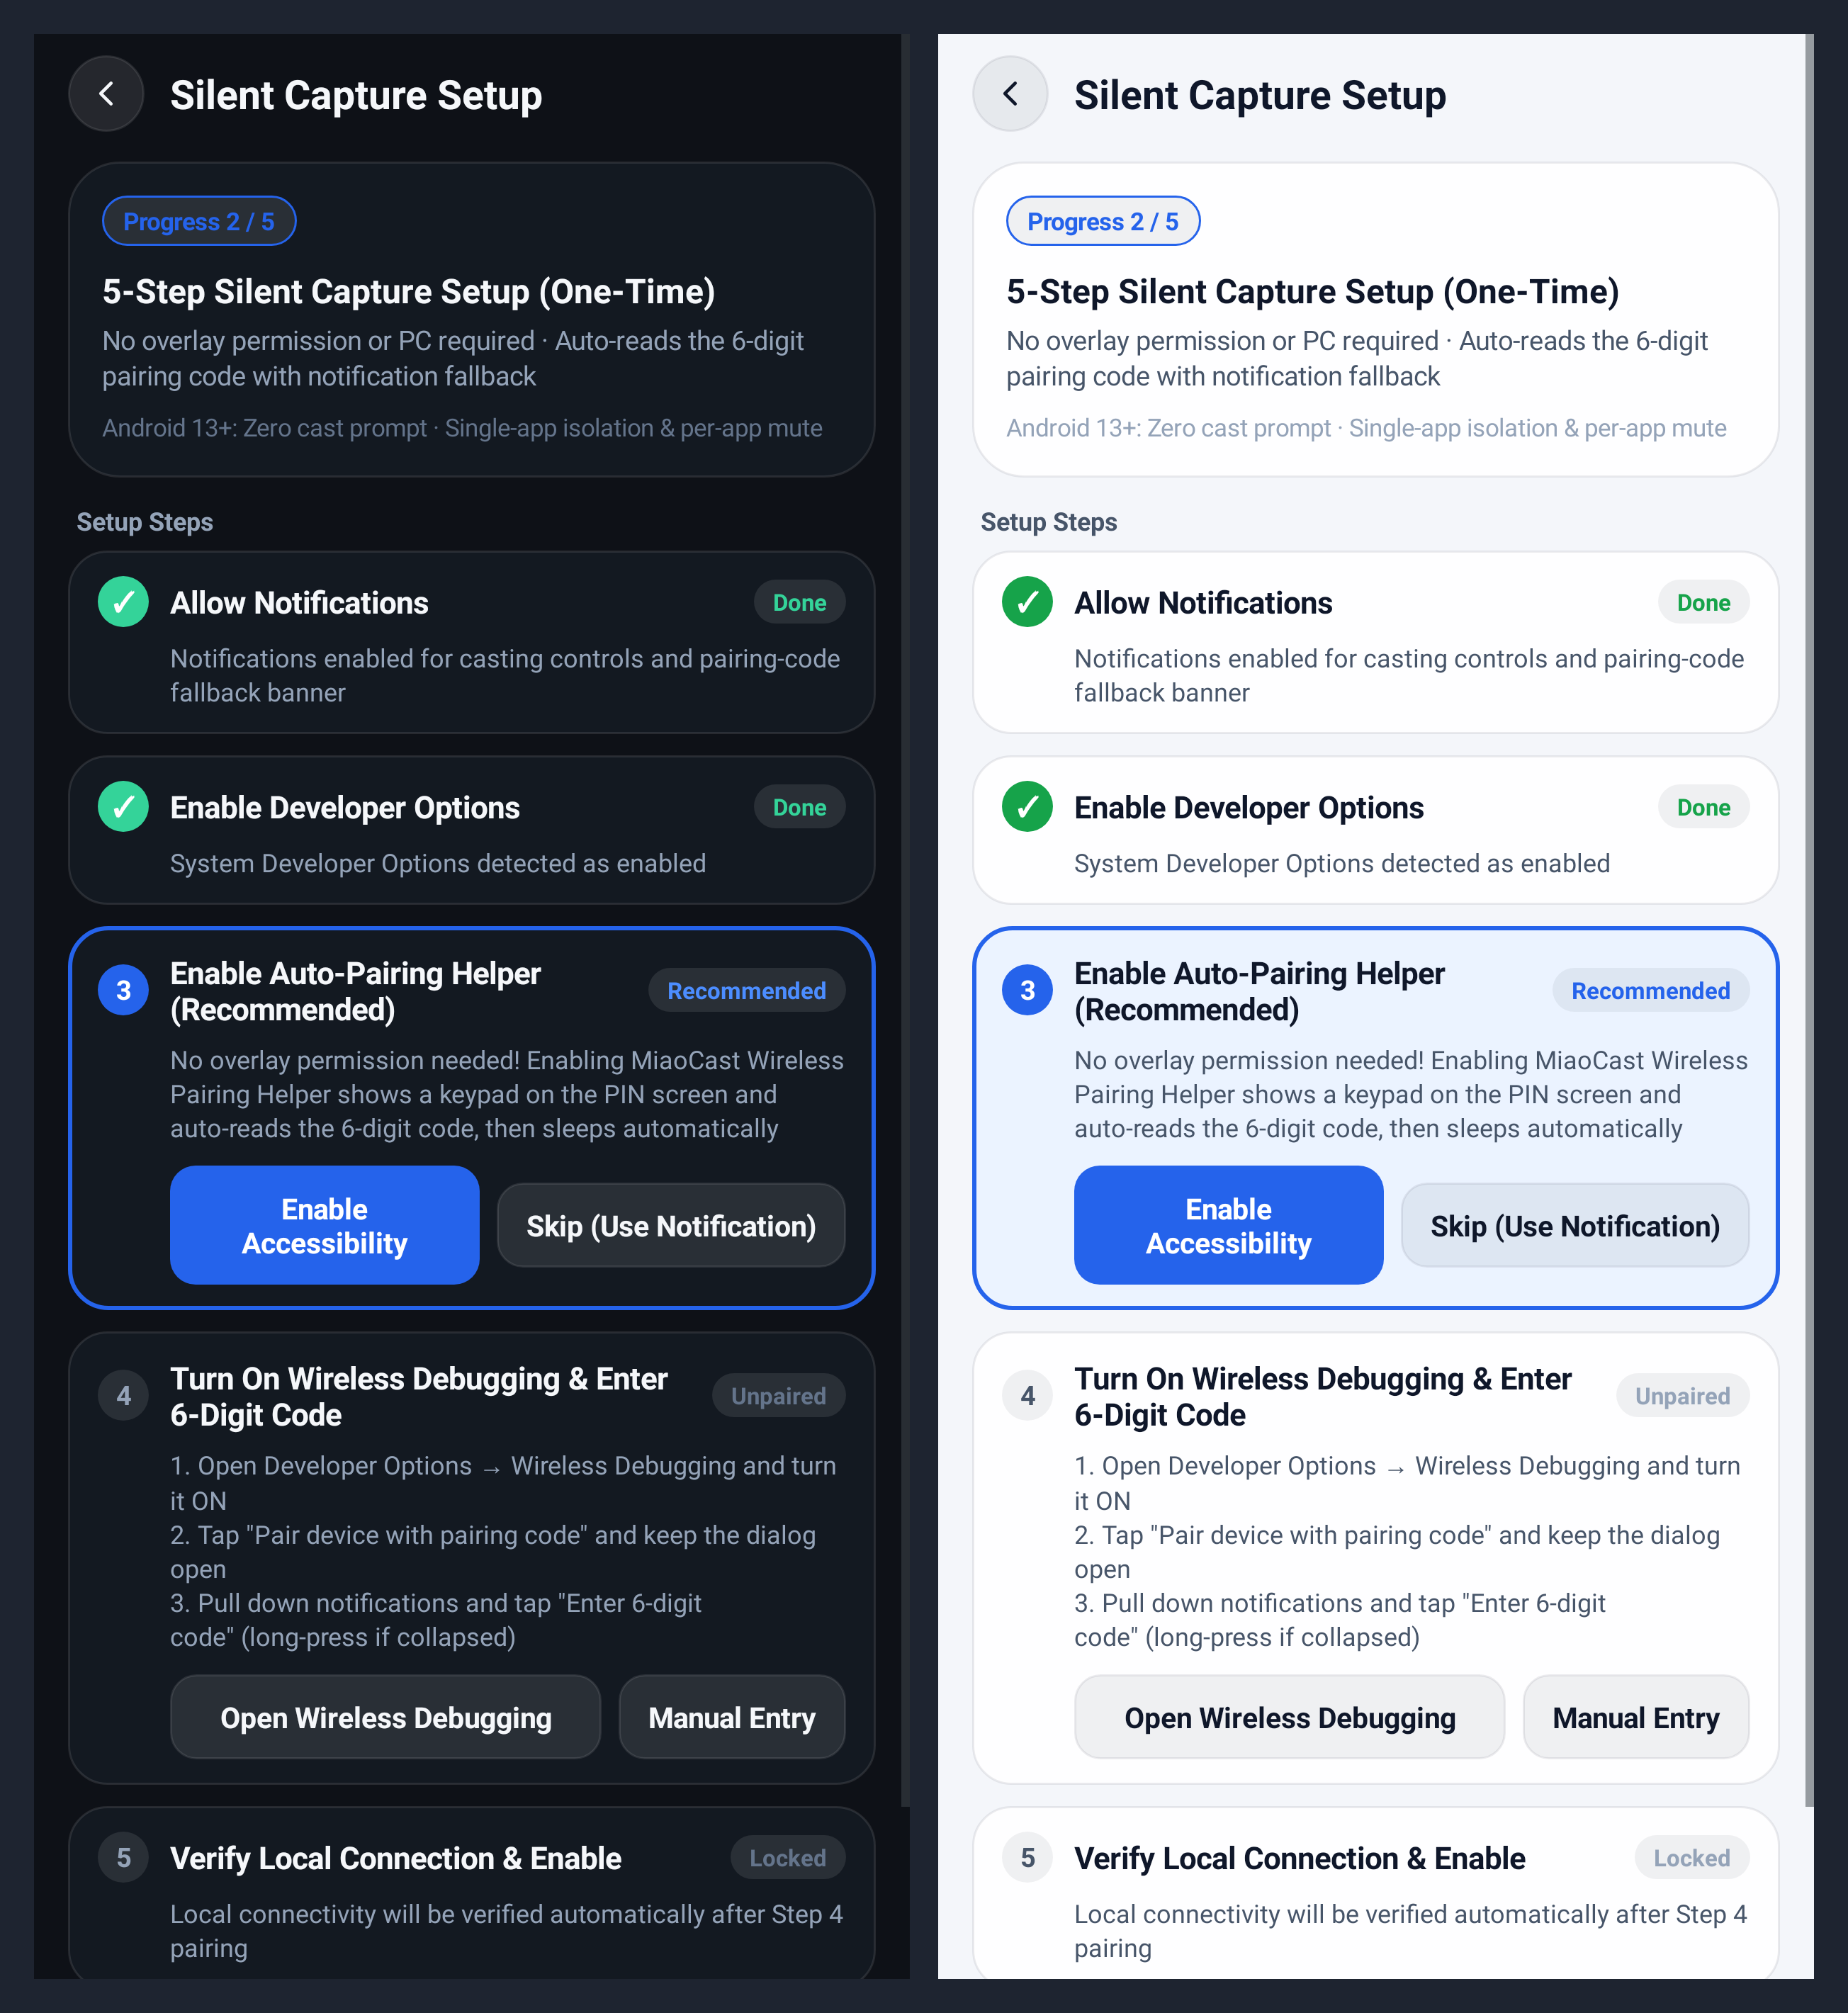 Silent Capture Setup
Progress 2 / 5
5-Step Silent Capture Setup (One-Time)
No overlay permission or PC required · Auto-reads the 6-digit
pairing code with notification fallback
Android 13+: Zero cast prompt · Single-app isolation & per-app mute
Setup Steps
✓ Allow Notifications Done
Notifications enabled for casting controls and pairing-code
fallback banner
✓ Enable Developer Options Done
System Developer Options detected as enabled
3 Enable Auto-Pairing Helper
(Recommended) Recommended
No overlay permission needed! Enabling MiaoCast Wireless
Pairing Helper shows a keypad on the PIN screen and
auto-reads the 6-digit code, then sleeps automatically
Enable
Accessibility
Skip (Use Notification)
4 Turn On Wireless Debugging & Enter
6-Digit Code Unpaired
1. Open Developer Options → Wireless Debugging and turn
it ON
2. Tap "Pair device with pairing code" and keep the dialog
open
3. Pull down notifications and tap "Enter 6-digit
code" (long-press if collapsed)
Open Wireless Debugging Manual Entry
5 Verify Local Connection & Enable Locked
Local connectivity will be verified automatically after Step 4
pairing
Silent Capture Setup
Progress 2 / 5
5-Step Silent Capture Setup (One-Time)
No overlay permission or PC required · Auto-reads the 6-digit
pairing code with notification fallback
Android 13+: Zero cast prompt · Single-app isolation & per-app mute
Setup Steps
✓ Allow Notifications Done
Notifications enabled for casting controls and pairing-code
fallback banner
✓ Enable Developer Options Done
System Developer Options detected as enabled
3 Enable Auto-Pairing Helper
(Recommended) Recommended
No overlay permission needed! Enabling MiaoCast Wireless
Pairing Helper shows a keypad on the PIN screen and
auto-reads the 6-digit code, then sleeps automatically
Enable
Accessibility
Skip (Use Notification)
4 Turn On Wireless Debugging & Enter
6-Digit Code Unpaired
1. Open Developer Options → Wireless Debugging and turn
it ON
2. Tap "Pair device with pairing code" and keep the dialog
open
3. Pull down notifications and tap "Enter 6-digit
code" (long-press if collapsed)
Open Wireless Debugging Manual Entry
5 Verify Local Connection & Enable Locked
Local connectivity will be verified automatically after Step 4
pairing